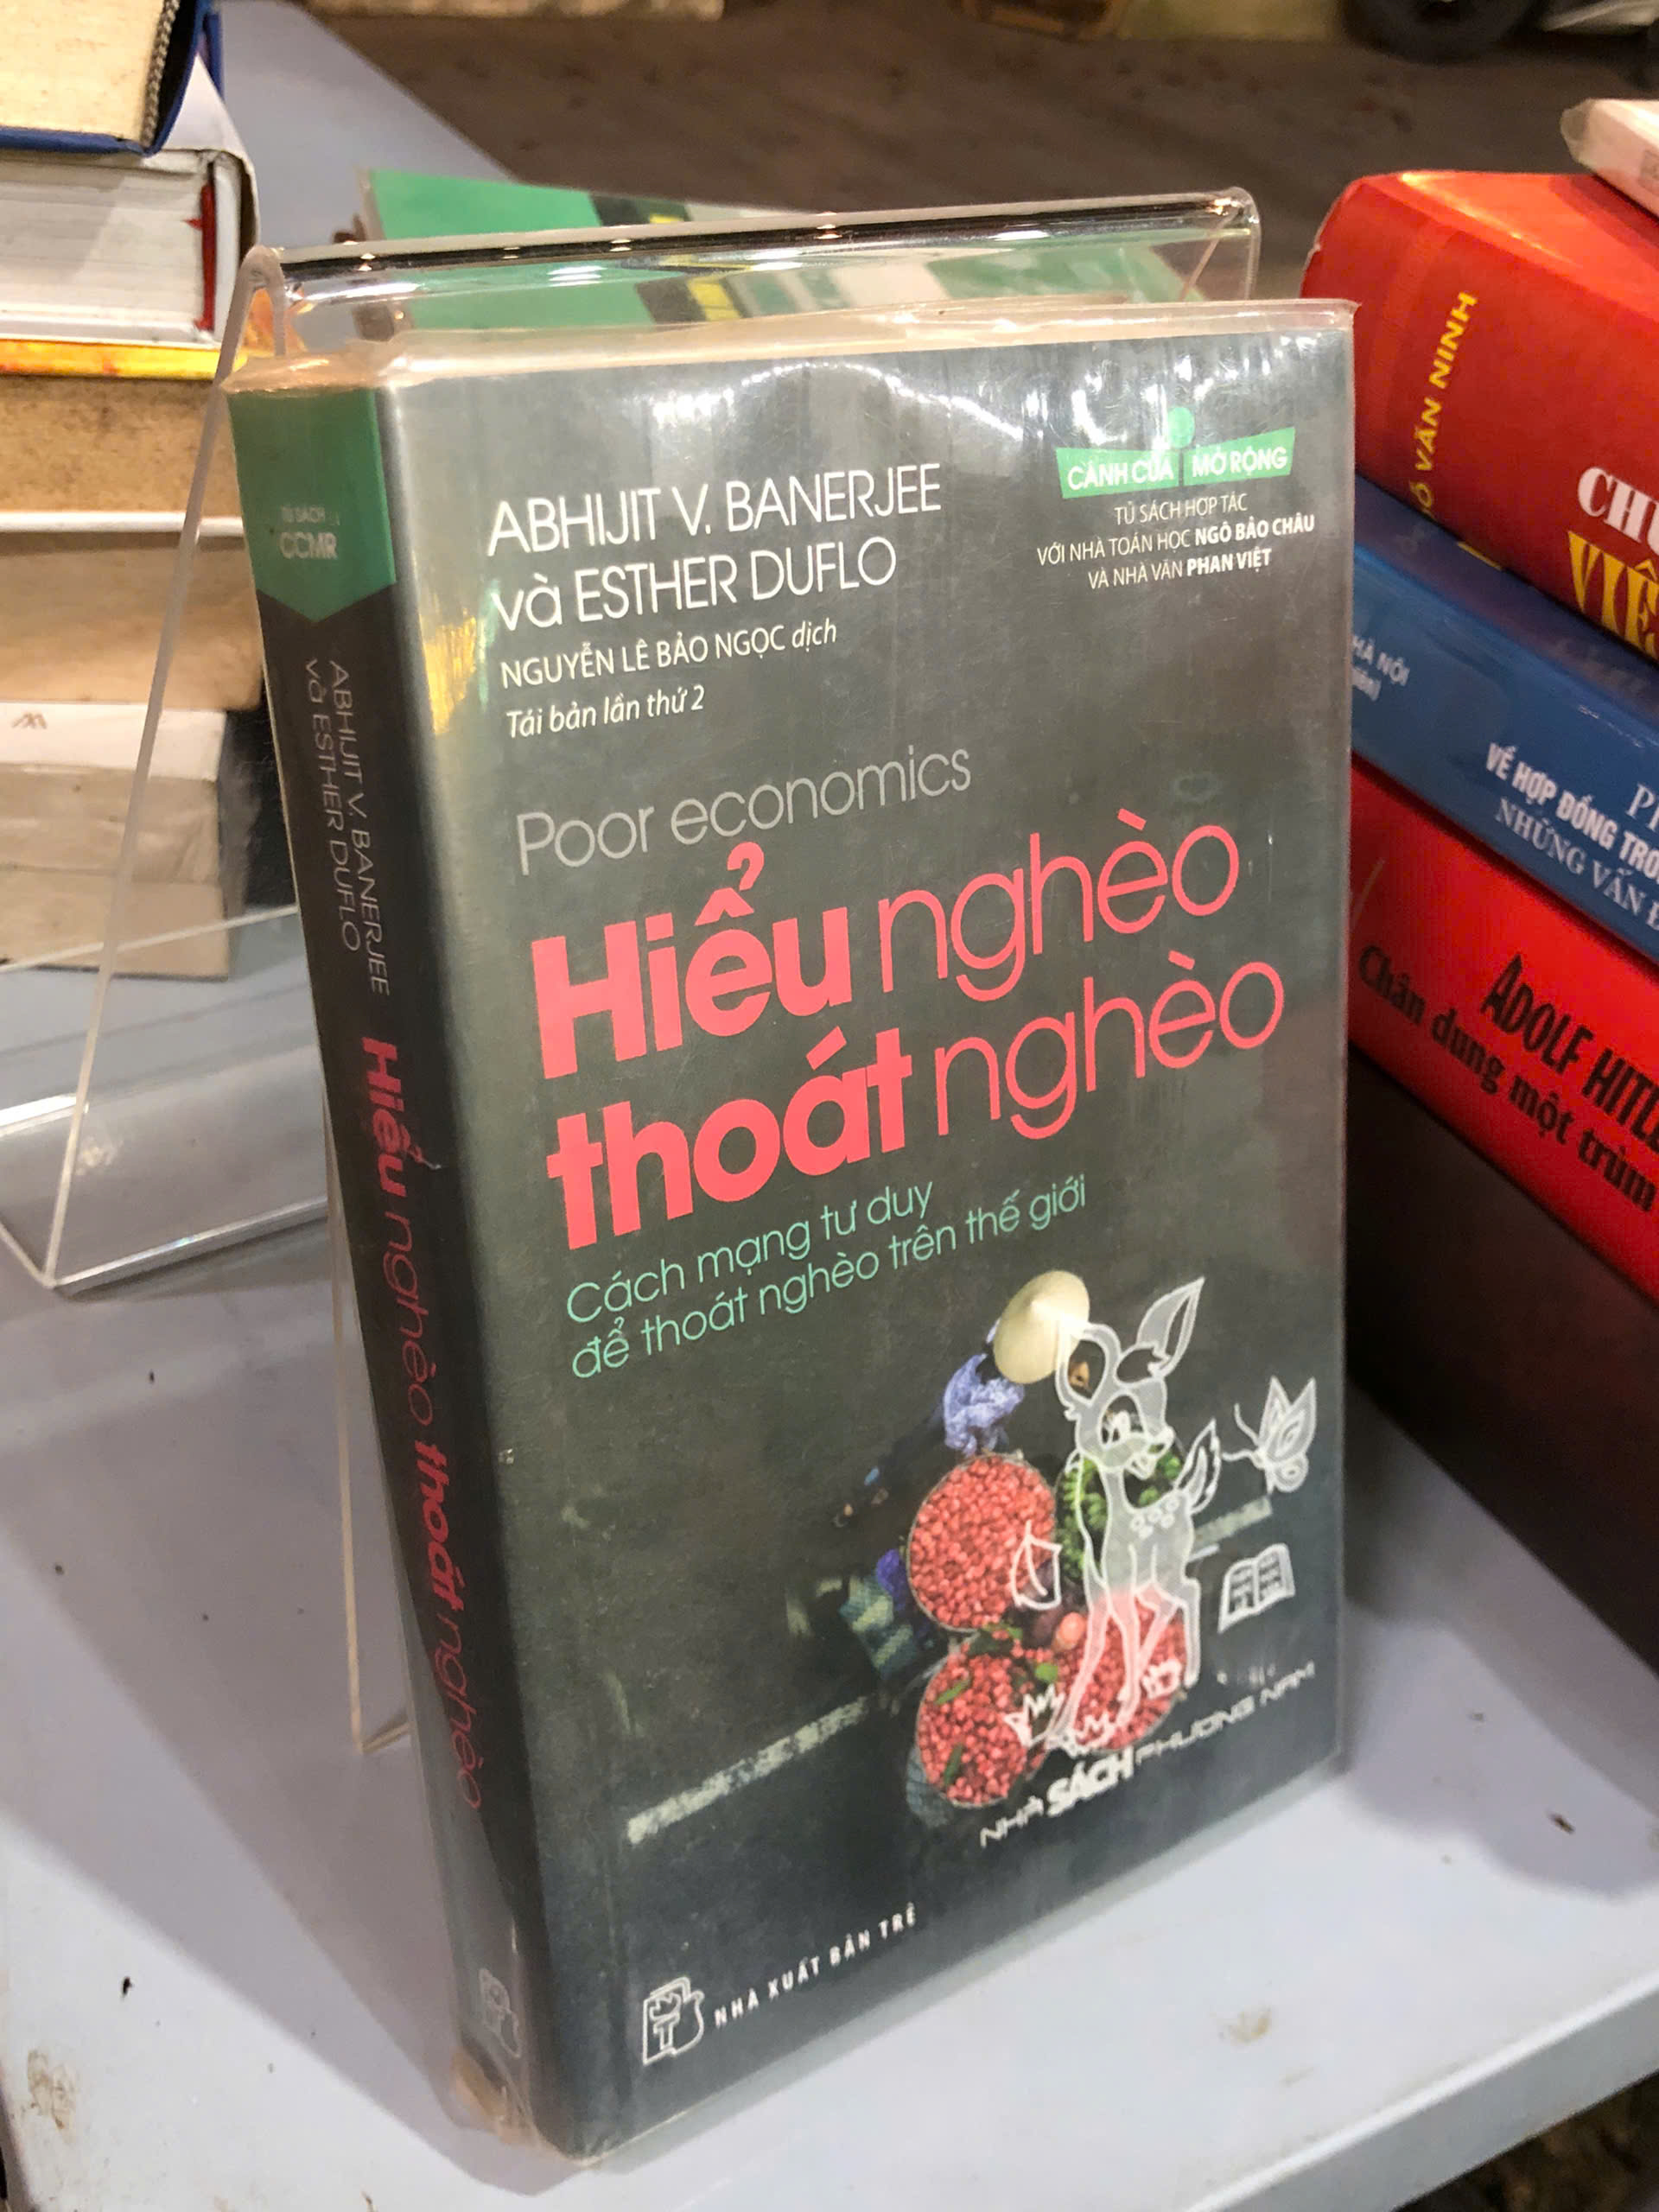 ABHIJIT V. BANERJEE
và ESTHER DUFLO
NGUYỄN LÊ BẢO NGỌC dịch
Tái bản lần thứ 2
CÁNH CỬA MỞ RỘNG
TỦ SÁCH HỢP TÁC
VỚI NHÀ TOÁN HỌC NGÔ BẢO CHÂU
VÀ NHÀ VĂN PHAN VIỆT
Poor economics
Hiểu nghèo
thoát nghèo
Cách mạng tư duy
để thoát nghèo trên thế giới
NHÀ SÁCH PHƯƠNG NAM
NHÀ XUẤT BẢN TRẺ
TỦ SÁCH
CCMR
ABHIJIT V. BANERJEE
và ESTHER DUFLO
Hiểu nghèo thoát nghèo
VĂN NINH
HÀ NỘI
VỀ HỢP ĐỒNG
NHỮNG VẤN
ADOLF
Chân dung một trùm